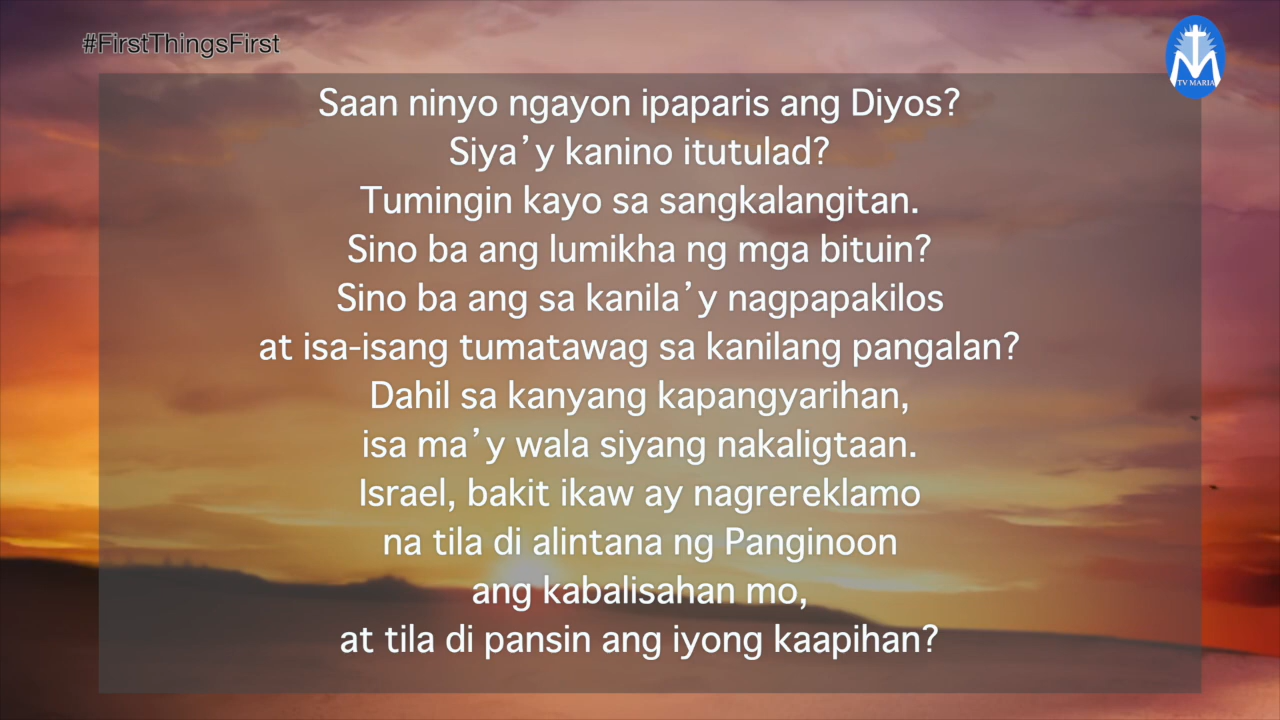 #FirstThingsFirst
TV MARIA
Saan ninyo ngayon ipaparis ang Diyos?
Siya’y kanino itutulad?
Tumingin kayo sa sangkalangitan.
Sino ba ang lumikha ng mga bituin?
Sino ba ang sa kanila’y nagpapakilos
at isa-isang tumatawag sa kanilang pangalan?
Dahil sa kanyang kapangyarihan,
isa ma’y wala siyang nakaligtaan.
Israel, bakit ikaw ay nagrereklamo
na tila di alintana ng Panginoon
ang kabalisahan mo,
at tila di pansin ang iyong kaapihan?